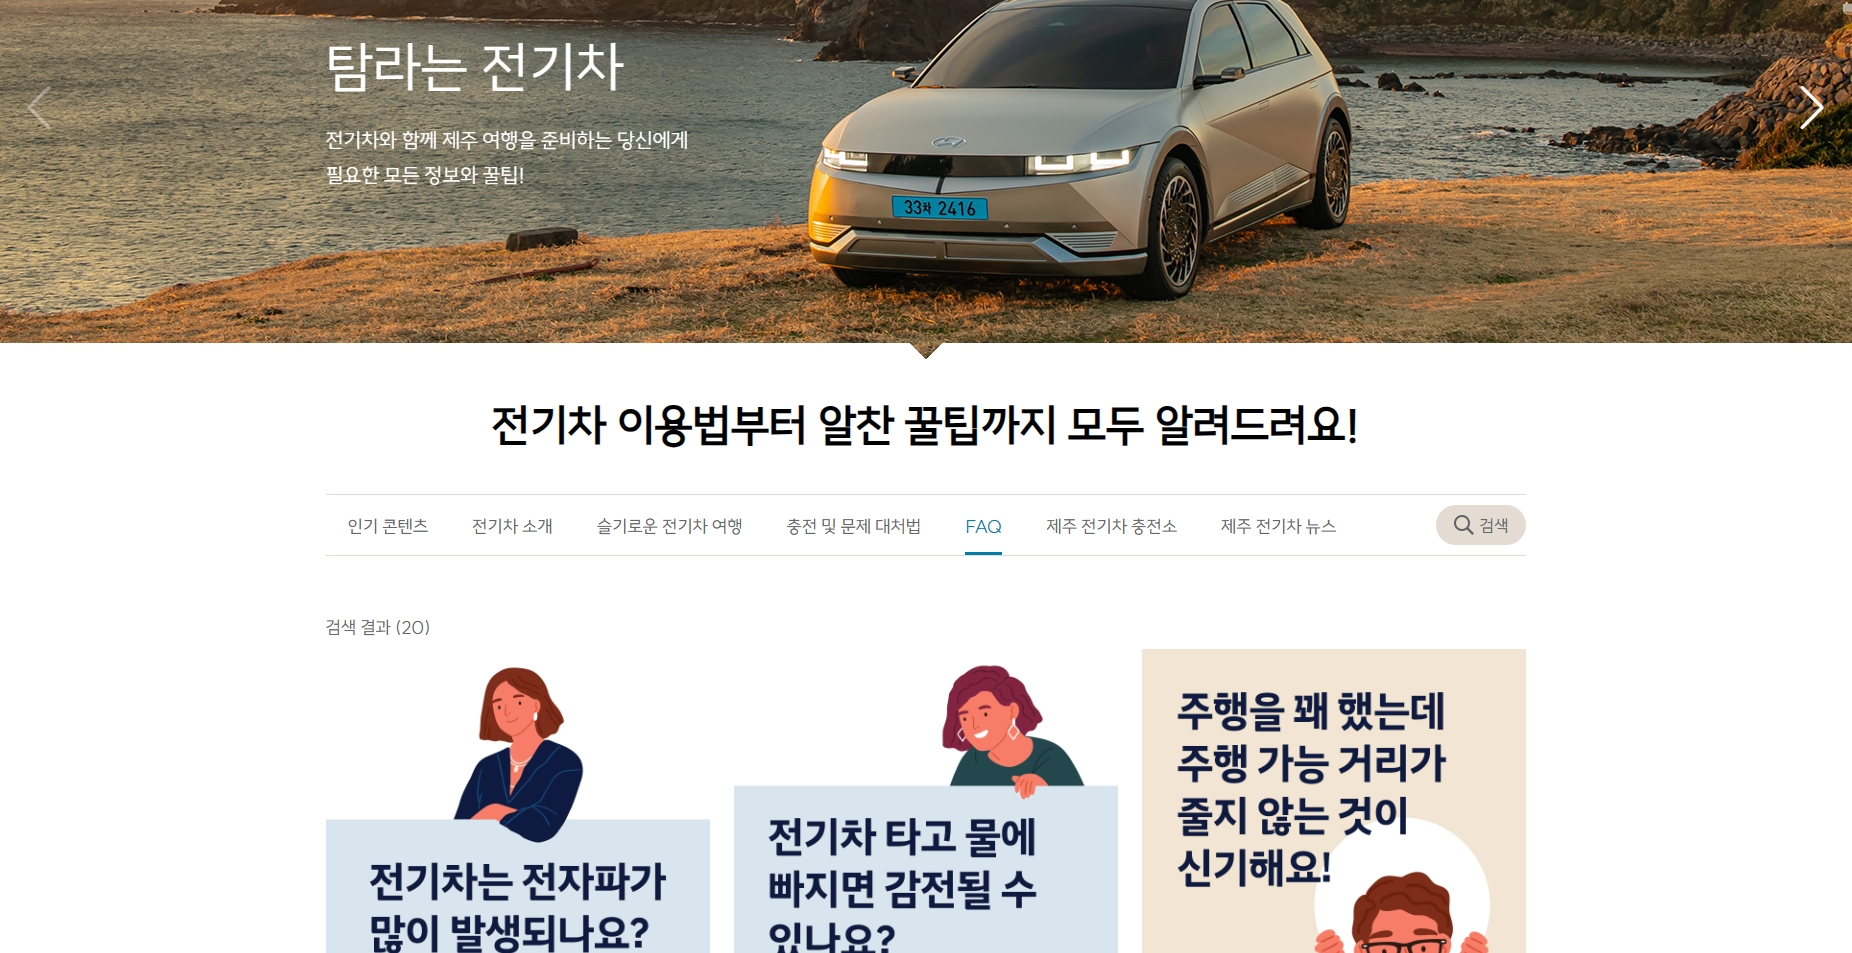 탐라는 전기차
전기차와 함께 제주 여행을 준비하는 당신에게
필요한 모든 정보와 꿀팁!
33차 2416
전기차 이용법부터 알찬 꿀팁까지 모두 알려드려요!
인기 콘텐츠 전기차 소개 슬기로운 전기차 여행 충전 및 문제 대처법 FAQ 제주 전기차 충전소 제주 전기차 뉴스 검색
검색 결과 (20)
전기차는 전자파가
많이 발생되나요?
전기차 타고 물에
빠지면 감전될 수
있나요?
주행을 꽤 했는데
주행 가능 거리가
줄지 않는 것이
신기해요!